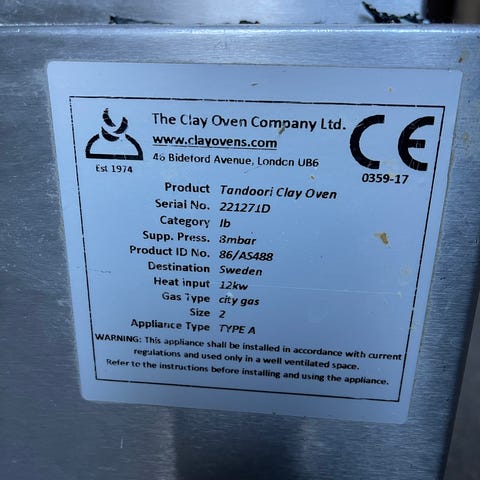 The Clay Oven Company Ltd.
www.clayovens.com
46 Bideford Avenue, London UB6
Est 1974
CE
0359-17
Product Tandoori Clay Oven
Serial No. 221271D
Category Ib
Supp. Press. 8mbar
Product ID No. 86/AS488
Destination Sweden
Heat input 12kw
Gas Type city gas
Size 2
Appliance Type TYPE A
WARNING: This appliance shall be installed in accordance with current
regulations and used only in a well ventilated space.
Refer to the instructions before installing and using the appliance.